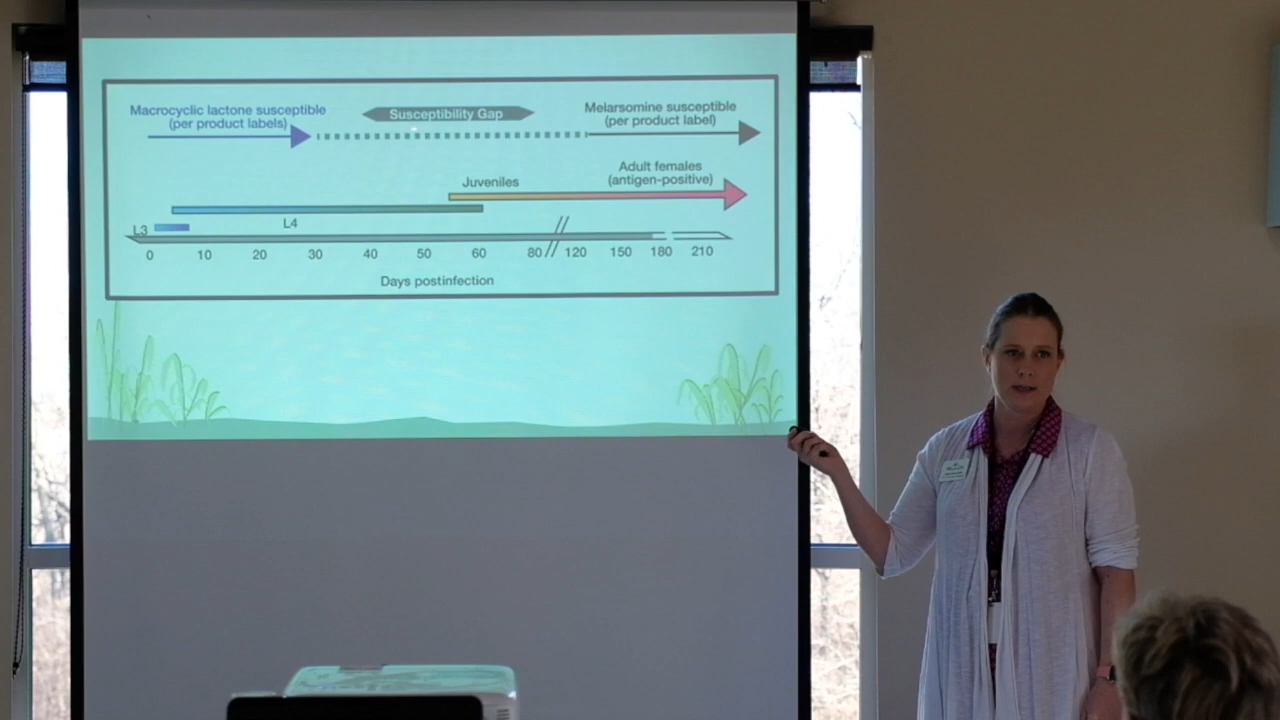 Macrocyclic lactone susceptible
(per product labels)
Susceptibility Gap
Melarsomine susceptible
(per product label)
Juveniles
Adult females
(antigen-positive)
L3
L4
0 10 20 30 40 50 60 80 120 150 180 210
Days postinfection